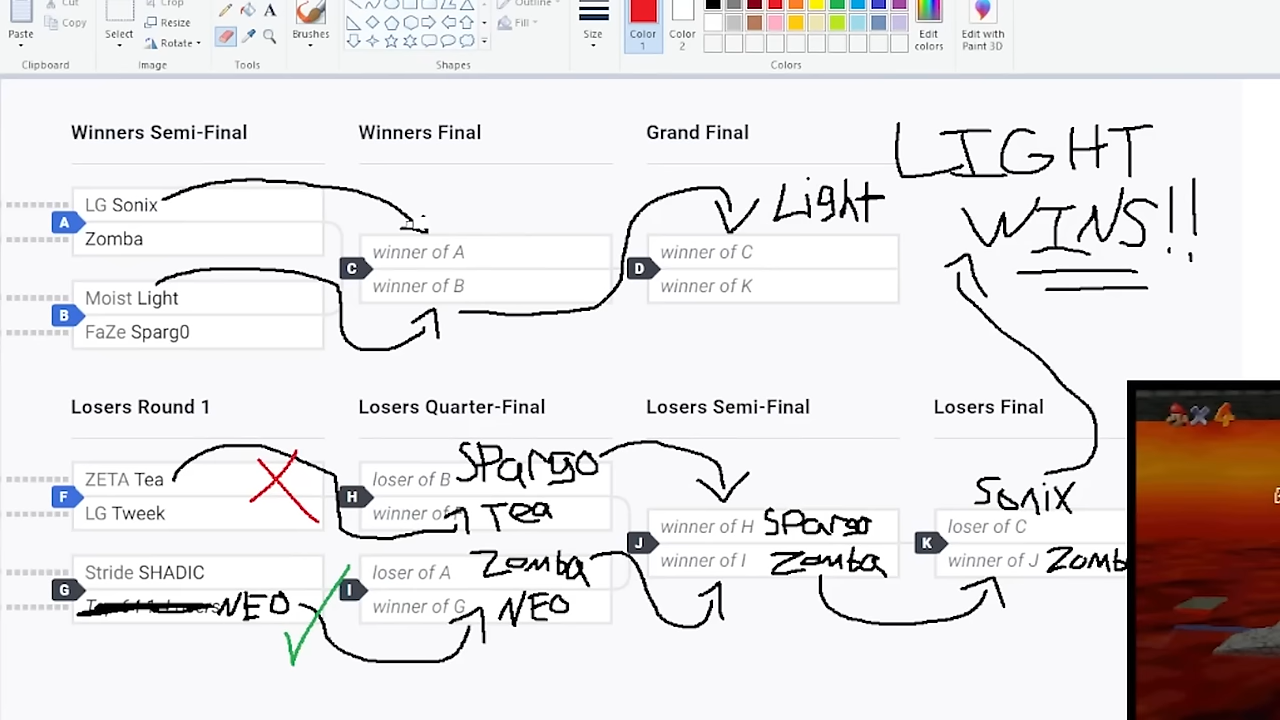 Cut
Crop
Outline
Resize
Fill
Paste
Select
Rotate
Brushes
Size
Color 1
Color 2
Edit colors
Edit with Paint 3D
Clipboard
Image
Tools
Shapes
Colors
Winners Semi-Final
Winners Final
Grand Final
LIGHT
WINS!!
Light
A
LG Sonix
Zomba
C
winner of A
winner of B
D
winner of C
winner of K
B
Moist Light
FaZe Sparg0
Losers Round 1
Losers Quarter-Final
Losers Semi-Final
Losers Final
F
ZETA Tea
LG Tweek
H
loser of B SPargo
winner of F Tea
G
Stride SHADIC
NEO
I
loser of A Zomba
winner of G NEO
J
winner of H SPargo
winner of I Zomba
Sonix
K
loser of C
winner of J Zomb
X 4